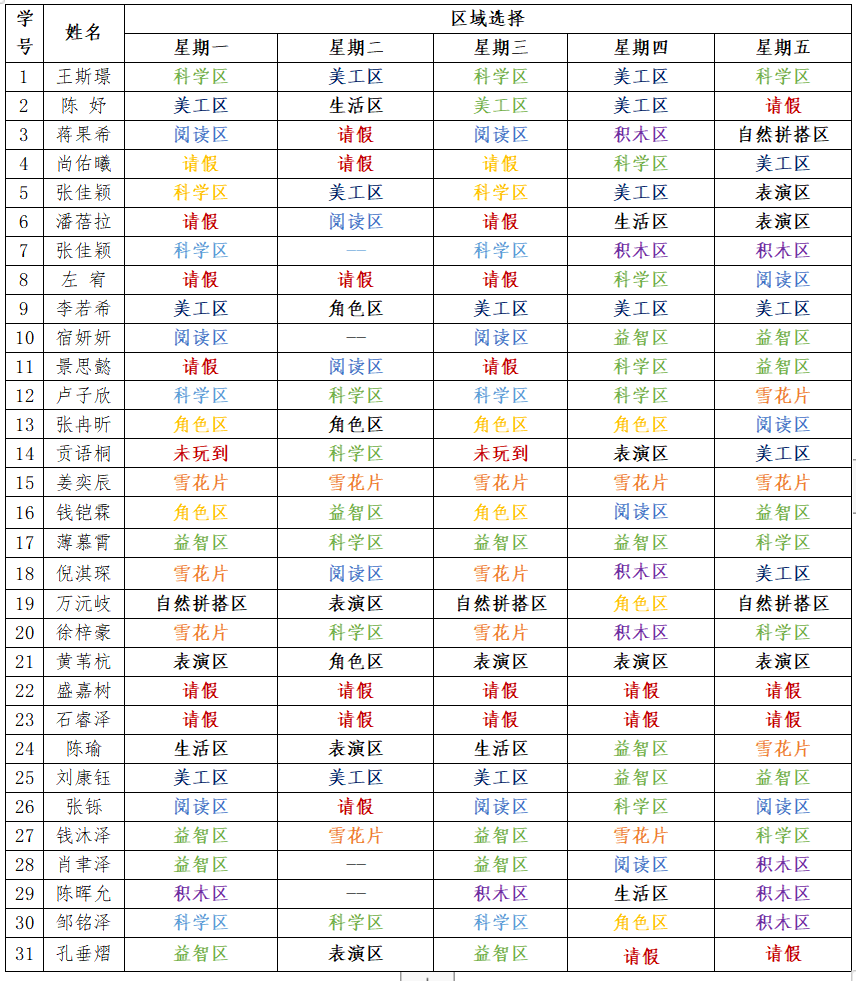 学号 姓名 区域选择
星期一 星期二 星期三 星期四 星期五
1 王斯璟 科学区 美工区 科学区 美工区 科学区
2 陈 妤 美工区 生活区 美工区 美工区 请假
3 蒋果希 阅读区 请假 阅读区 积木区 自然拼搭区
4 尚佑曦 请假 请假 请假 科学区 美工区
5 张佳颖 科学区 美工区 科学区 美工区 表演区
6 潘蓓拉 请假 阅读区 请假 生活区 表演区
7 张佳颖 科学区 -- 科学区 积木区 积木区
8 左 宥 请假 请假 请假 科学区 阅读区
9 李若希 美工区 角色区 美工区 美工区 美工区
10 宿妍妍 阅读区 -- 阅读区 益智区 益智区
11 景思懿 请假 阅读区 请假 科学区 益智区
12 卢子欣 科学区 科学区 科学区 科学区 雪花片
13 张冉昕 角色区 角色区 角色区 角色区 阅读区
14 贡语桐 未玩到 科学区 未玩到 表演区 美工区
15 姜奕辰 雪花片 雪花片 雪花片 雪花片 雪花片
16 钱铠霖 角色区 益智区 角色区 阅读区 益智区
17 薄慕霄 益智区 科学区 益智区 益智区 科学区
18 倪淇琛 雪花片 阅读区 雪花片 积木区 美工区
19 万沅岐 自然拼搭区 表演区 自然拼搭区 角色区 自然拼搭区
20 徐梓豪 雪花片 科学区 雪花片 积木区 科学区
21 黄苇杭 表演区 角色区 表演区 表演区 表演区
22 盛嘉树 请假 请假 请假 请假 请假
23 石睿泽 请假 请假 请假 请假 请假
24 陈瑜 生活区 表演区 生活区 益智区 雪花片
25 刘康钰 美工区 美工区 美工区 益智区 益智区
26 张铄 阅读区 请假 阅读区 科学区 阅读区
27 钱沐泽 益智区 雪花片 益智区 雪花片 科学区
28 肖聿泽 益智区 -- 益智区 阅读区 积木区
29 陈晖允 积木区 -- 积木区 生活区 积木区
30 邹铭泽 科学区 科学区 科学区 角色区 积木区
31 孔垂熠 益智区 表演区 益智区 请假 请假